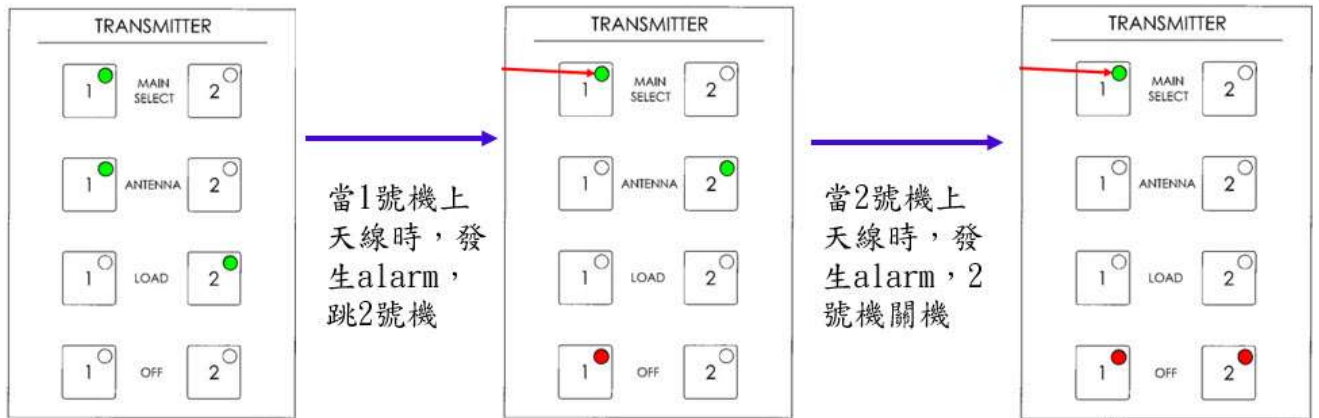 TRANSMITTER
1 MAIN SELECT 2
1 ANTENNA 2
1 LOAD 2
1 OFF 2
當1號機上
天線時，發
生alarm，
跳2號機
TRANSMITTER
1 MAIN SELECT 2
1 ANTENNA 2
1 LOAD 2
1 OFF 2
當2號機上
天線時，發
生alarm，2
號機關機
TRANSMITTER
1 MAIN SELECT 2
1 ANTENNA 2
1 LOAD 2
1 OFF 2